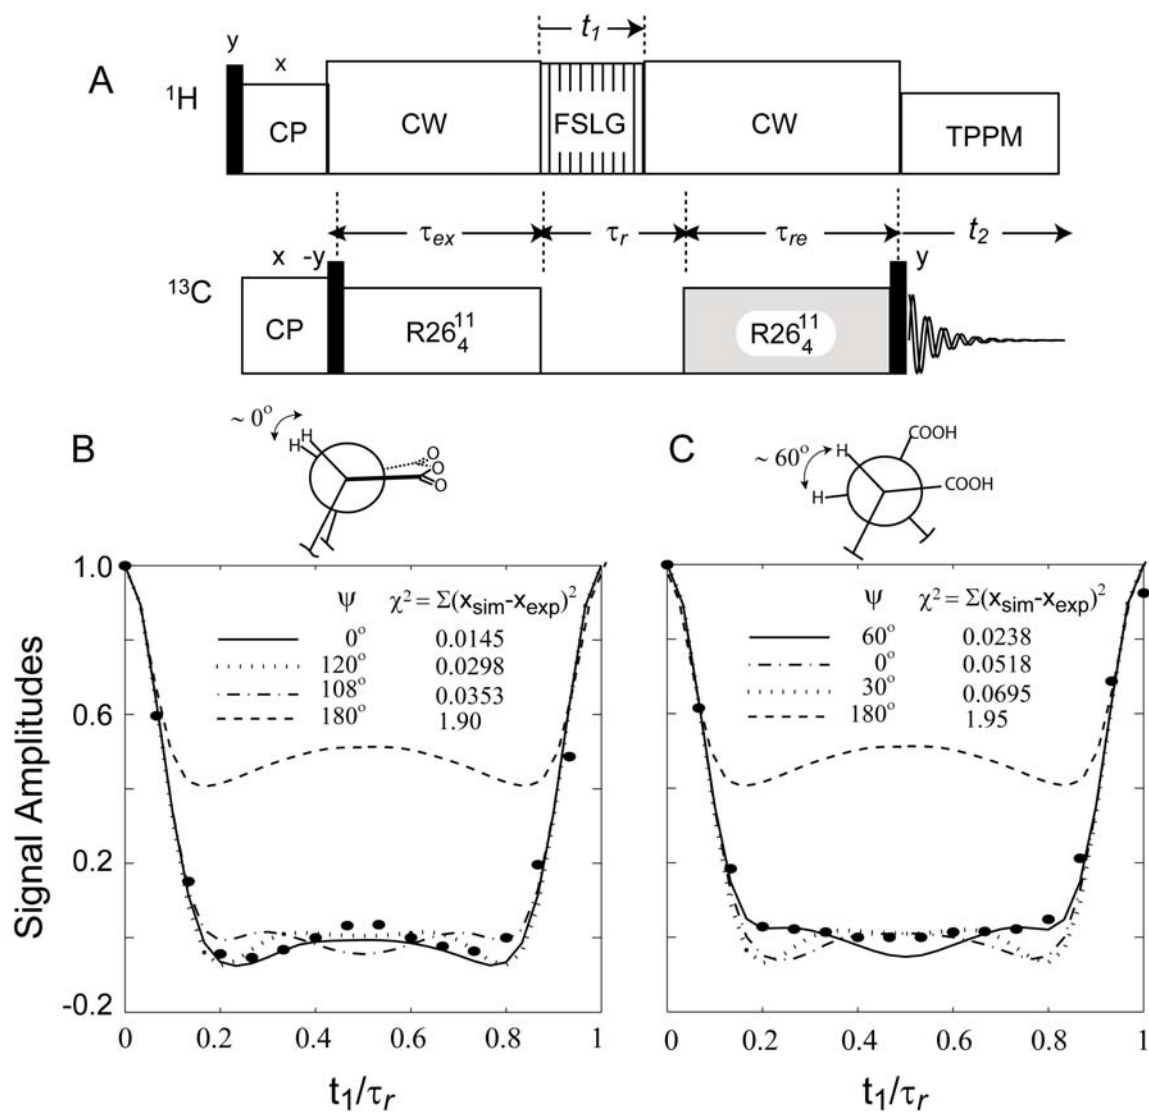 A
y
x
t₁
¹H
CP
CW
FSLG
CW
TPPM
τex
τr
τre
t₂
x -y
y
¹³C
CP
R26₄¹¹
R26₄¹¹
B
~ 0°
H
H
O
O
O
C
~ 60°
H
H
COOH
COOH
Signal Amplitudes
1.0
0.6
0.2
-0.2
ψ χ² = Σ(xsim-xexp)²
0° 0.0145
120° 0.0298
108° 0.0353
180° 1.90
0 0.2 0.4 0.6 0.8 1
t₁/τr
ψ χ² = Σ(xsim-xexp)²
60° 0.0238
0° 0.0518
30° 0.0695
180° 1.95
0 0.2 0.4 0.6 0.8 1
t₁/τr